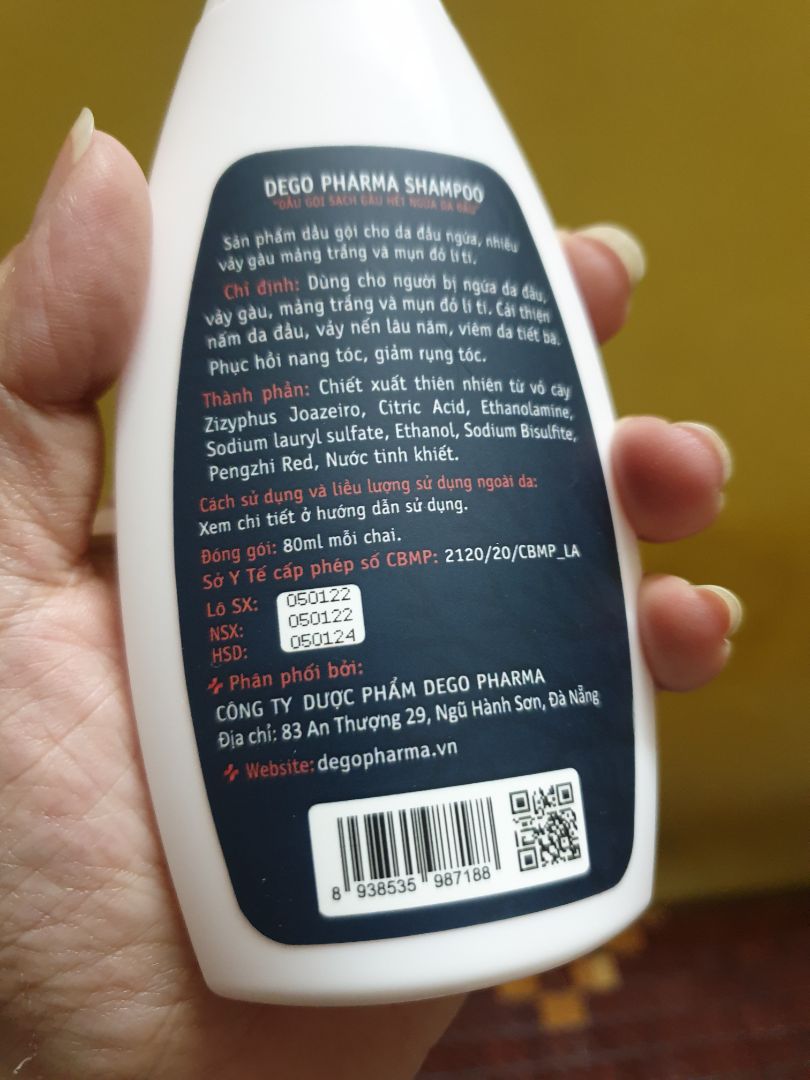 DEGO PHARMA SHAMPOO
"DẦU GỘI SẠCH GÀU HẾT NGỨA DA ĐẦU"
Sản phẩm dầu gội cho da đầu ngứa, nhiều
vảy gàu mảng trắng và mụn đỏ li ti.
Chỉ định: Dùng cho người bị ngứa da đầu,
vảy gàu, mảng trắng và mụn đỏ li ti. Cải thiện
nấm da đầu, vảy nến lâu năm, viêm da tiết bã.
Phục hồi nang tóc, giảm rụng tóc.
Thành phần: Chiết xuất thiên nhiên từ vỏ cây
Zizyphus Joazeiro, Citric Acid, Ethanolamine,
Sodium lauryl sulfate, Ethanol, Sodium Bisulfite,
Pengzhi Red, Nước tinh khiết.
Cách sử dụng và liều lượng sử dụng ngoài da:
Xem chi tiết ở hướng dẫn sử dụng.
Đóng gói: 80ml mỗi chai.
Sở Y Tế cấp phép số CBMP: 2120/20/CBMP_LA
Lô SX: 050122
NSX: 050122
HSD: 050124
Phân phối bởi:
CÔNG TY DƯỢC PHẨM DEGO PHARMA
Địa chỉ: 83 An Thượng 29, Ngũ Hành Sơn, Đà Nẵng
Website: degopharma.vn
8 938535 987188